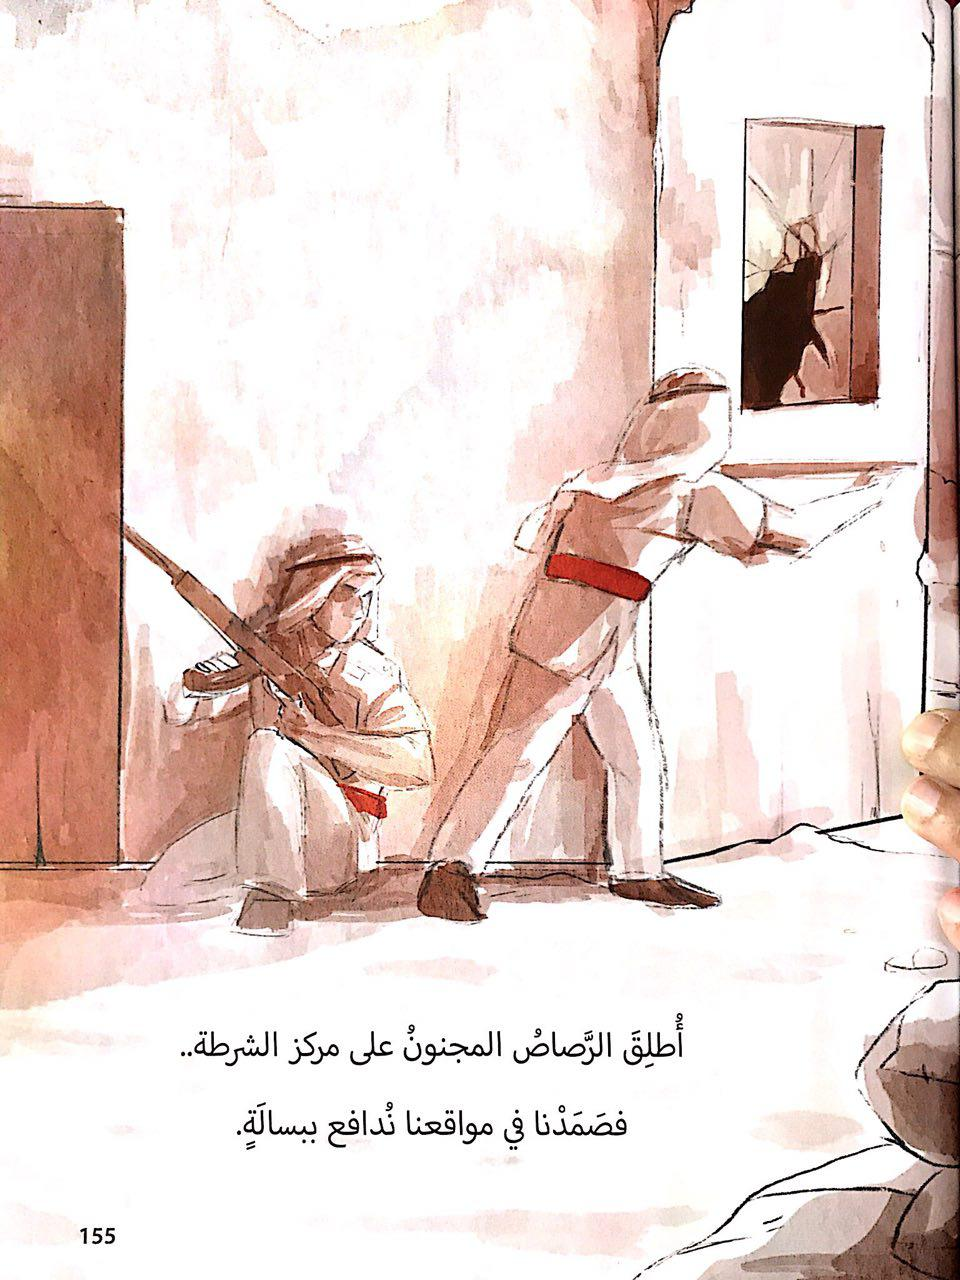 أُطلِقَ الرَّصاصُ المجنونُ على مركز الشرطة..
فصَمَدْنا في مواقعنا نُدافع ببسالَةٍ.
155